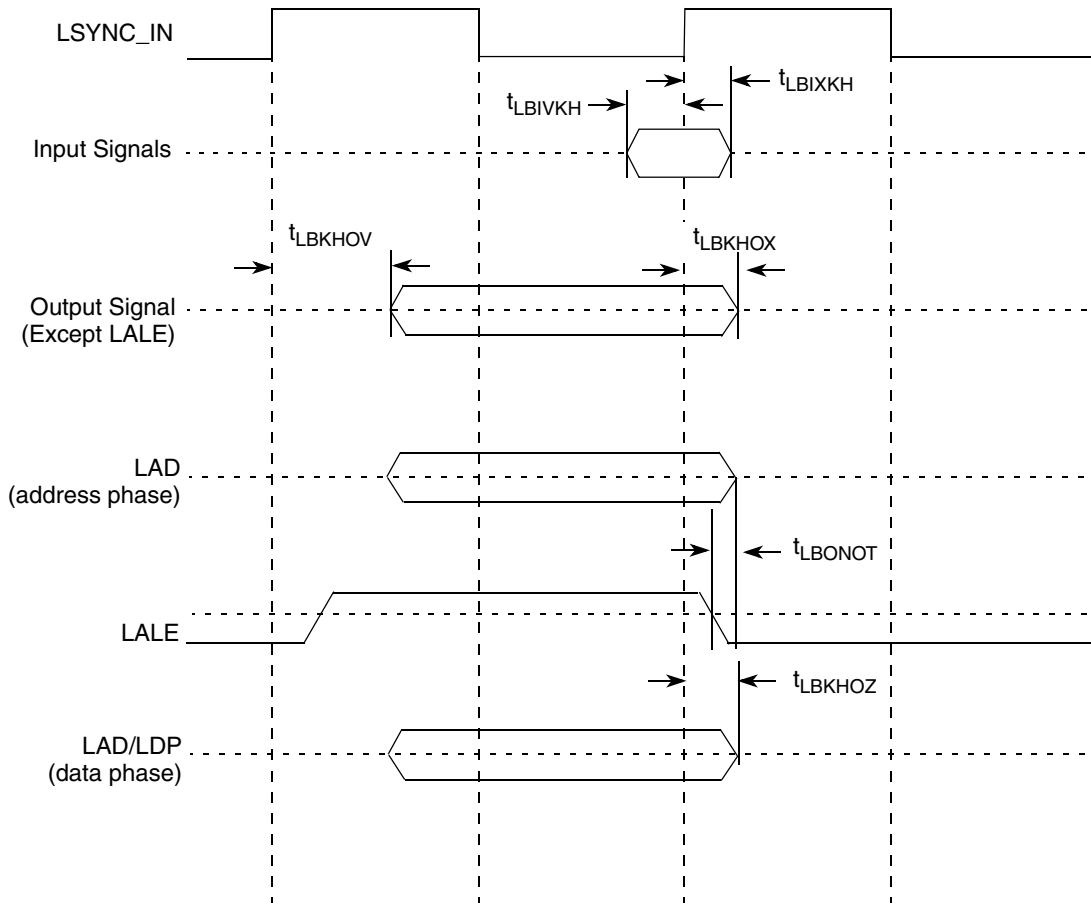 LSYNC_IN
tLBIXKH
tLBIVKH
Input Signals
tLBKHOV
tLBKHOX
Output Signal
(Except LALE)
LAD
(address phase)
tLBONOT
LALE
tLBKHOZ
LAD/LDP
(data phase)